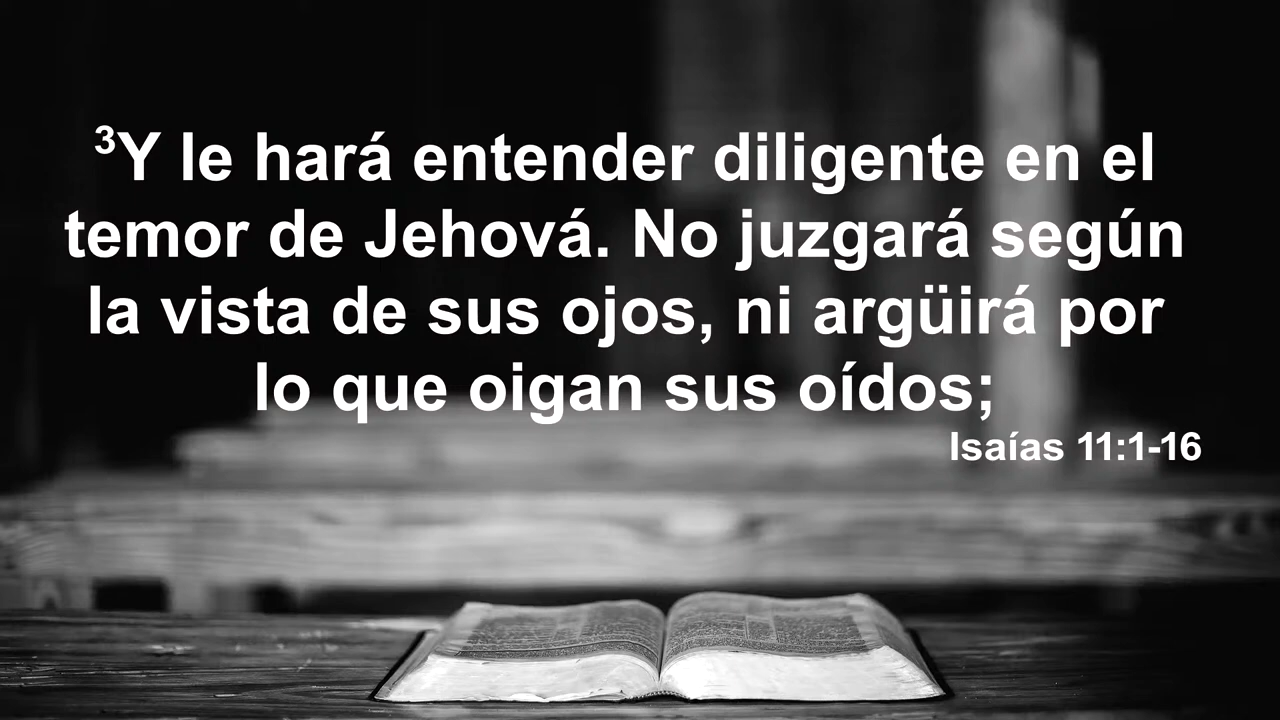 ³Y le hará entender diligente en el
temor de Jehová. No juzgará según
la vista de sus ojos, ni argüirá por
lo que oigan sus oídos;
Isaías 11:1-16